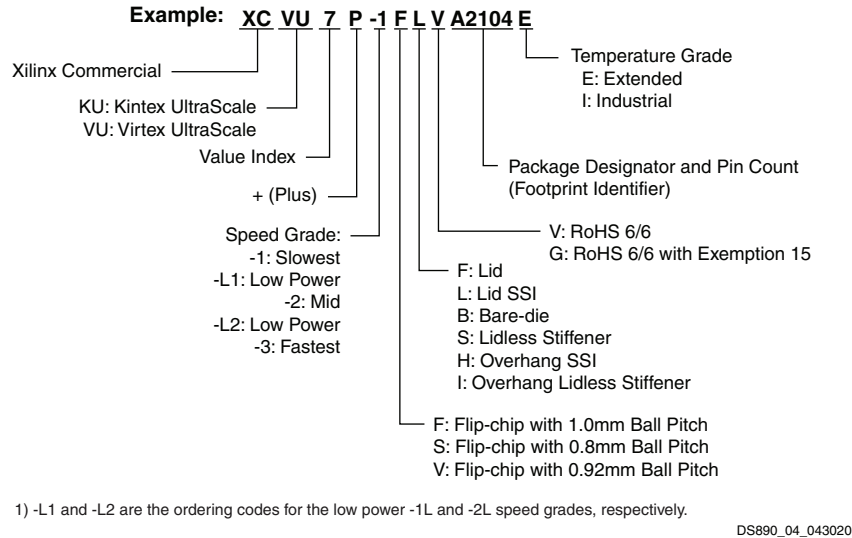 Example: XC VU 7 P -1 F L V A2104 E
Xilinx Commercial
KU: Kintex UltraScale
VU: Virtex UltraScale
Value Index
+ (Plus)
Speed Grade:
-1: Slowest
-L1: Low Power
-2: Mid
-L2: Low Power
-3: Fastest
Temperature Grade
E: Extended
I: Industrial
Package Designator and Pin Count
(Footprint Identifier)
V: RoHS 6/6
G: RoHS 6/6 with Exemption 15
F: Lid
L: Lid SSI
B: Bare-die
S: Lidless Stiffener
H: Overhang SSI
I: Overhang Lidless Stiffener
F: Flip-chip with 1.0mm Ball Pitch
S: Flip-chip with 0.8mm Ball Pitch
V: Flip-chip with 0.92mm Ball Pitch
1) -L1 and -L2 are the ordering codes for the low power -1L and -2L speed grades, respectively.
DS890_04_043020